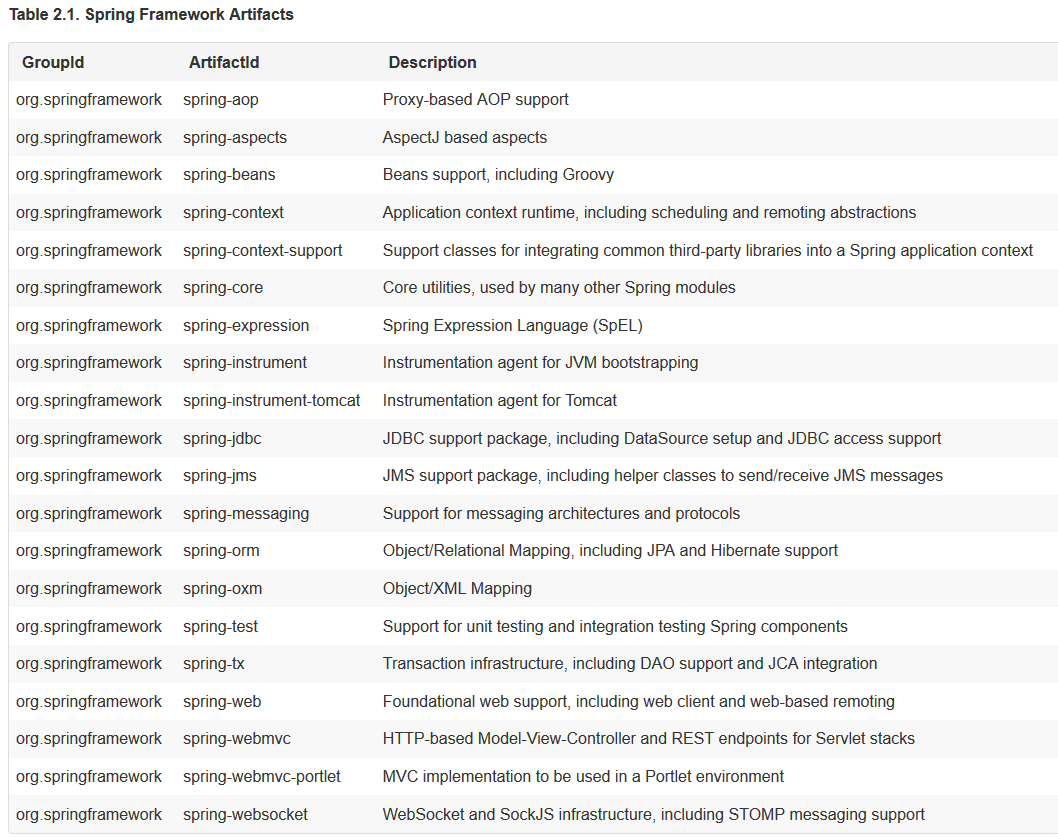 Table 2.1. Spring Framework Artifacts
GroupId ArtifactId Description
org.springframework spring-aop Proxy-based AOP support
org.springframework spring-aspects AspectJ based aspects
org.springframework spring-beans Beans support, including Groovy
org.springframework spring-context Application context runtime, including scheduling and remoting abstractions
org.springframework spring-context-support Support classes for integrating common third-party libraries into a Spring application context
org.springframework spring-core Core utilities, used by many other Spring modules
org.springframework spring-expression Spring Expression Language (SpEL)
org.springframework spring-instrument Instrumentation agent for JVM bootstrapping
org.springframework spring-instrument-tomcat Instrumentation agent for Tomcat
org.springframework spring-jdbc JDBC support package, including DataSource setup and JDBC access support
org.springframework spring-jms JMS support package, including helper classes to send/receive JMS messages
org.springframework spring-messaging Support for messaging architectures and protocols
org.springframework spring-orm Object/Relational Mapping, including JPA and Hibernate support
org.springframework spring-oxm Object/XML Mapping
org.springframework spring-test Support for unit testing and integration testing Spring components
org.springframework spring-tx Transaction infrastructure, including DAO support and JCA integration
org.springframework spring-web Foundational web support, including web client and web-based remoting
org.springframework spring-webmvc HTTP-based Model-View-Controller and REST endpoints for Servlet stacks
org.springframework spring-webmvc-portlet MVC implementation to be used in a Portlet environment
org.springframework spring-websocket WebSocket and SockJS infrastructure, including STOMP messaging support